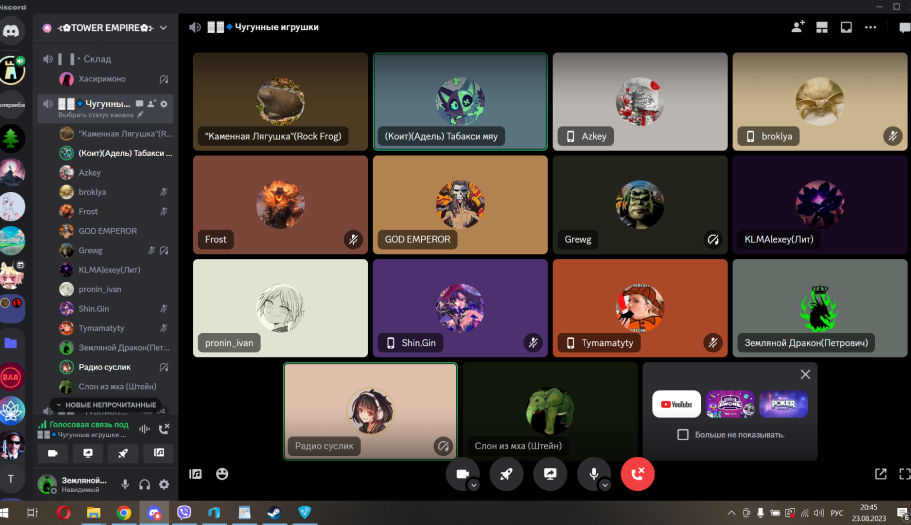 Discord
-‹✿TOWER EMPIRE✿›-
Склад
Хасиримоно
Чугунны...
Выбрать статус канала
"Каменная Лягушка"(R...
(Коит)(Адель) Табакси ...
Azkey
broklya
Frost
GOD EMPEROR
Grewg
KLMAlexey(Лит)
pronin_ivan
Shin.Gin
Tymamatyty
Земляной Дракон(Пет...
Радио суслик
Слон из мха (Штейн)
НОВЫЕ НЕПРОЧИТАННЫЕ
Голосовая связь под
Чугунные игрушки ...
Земляной...
Невидимый
BAR
T
Чугунные игрушки
"Каменная Лягушка"(Rock Frog)
(Коит)(Адель) Табакси мяу
Azkey
broklya
Frost
GOD EMPEROR
Grewg
KLMAlexey(Лит)
pronin_ivan
Shin.Gin
Tymamatyty
Земляной Дракон(Петрович)
Радио суслик
Слон из мха (Штейн)
YouTube
POKER
Больше не показывать.
РУС
20:45
23.08.2023
6